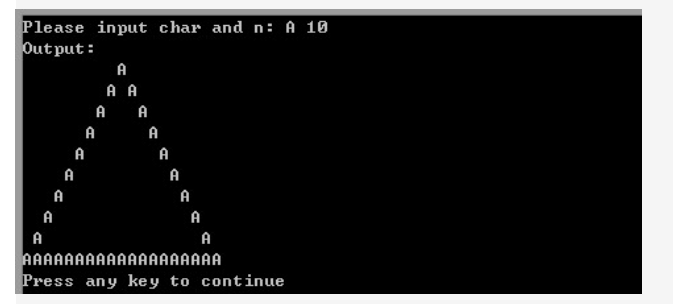 Please input char and n: A 10
Output:
         A
        A A
       A   A
      A     A
     A       A
    A         A
   A           A
  A             A
 A               A
AAAAAAAAAAAAAAAAAAA
Press any key to continue